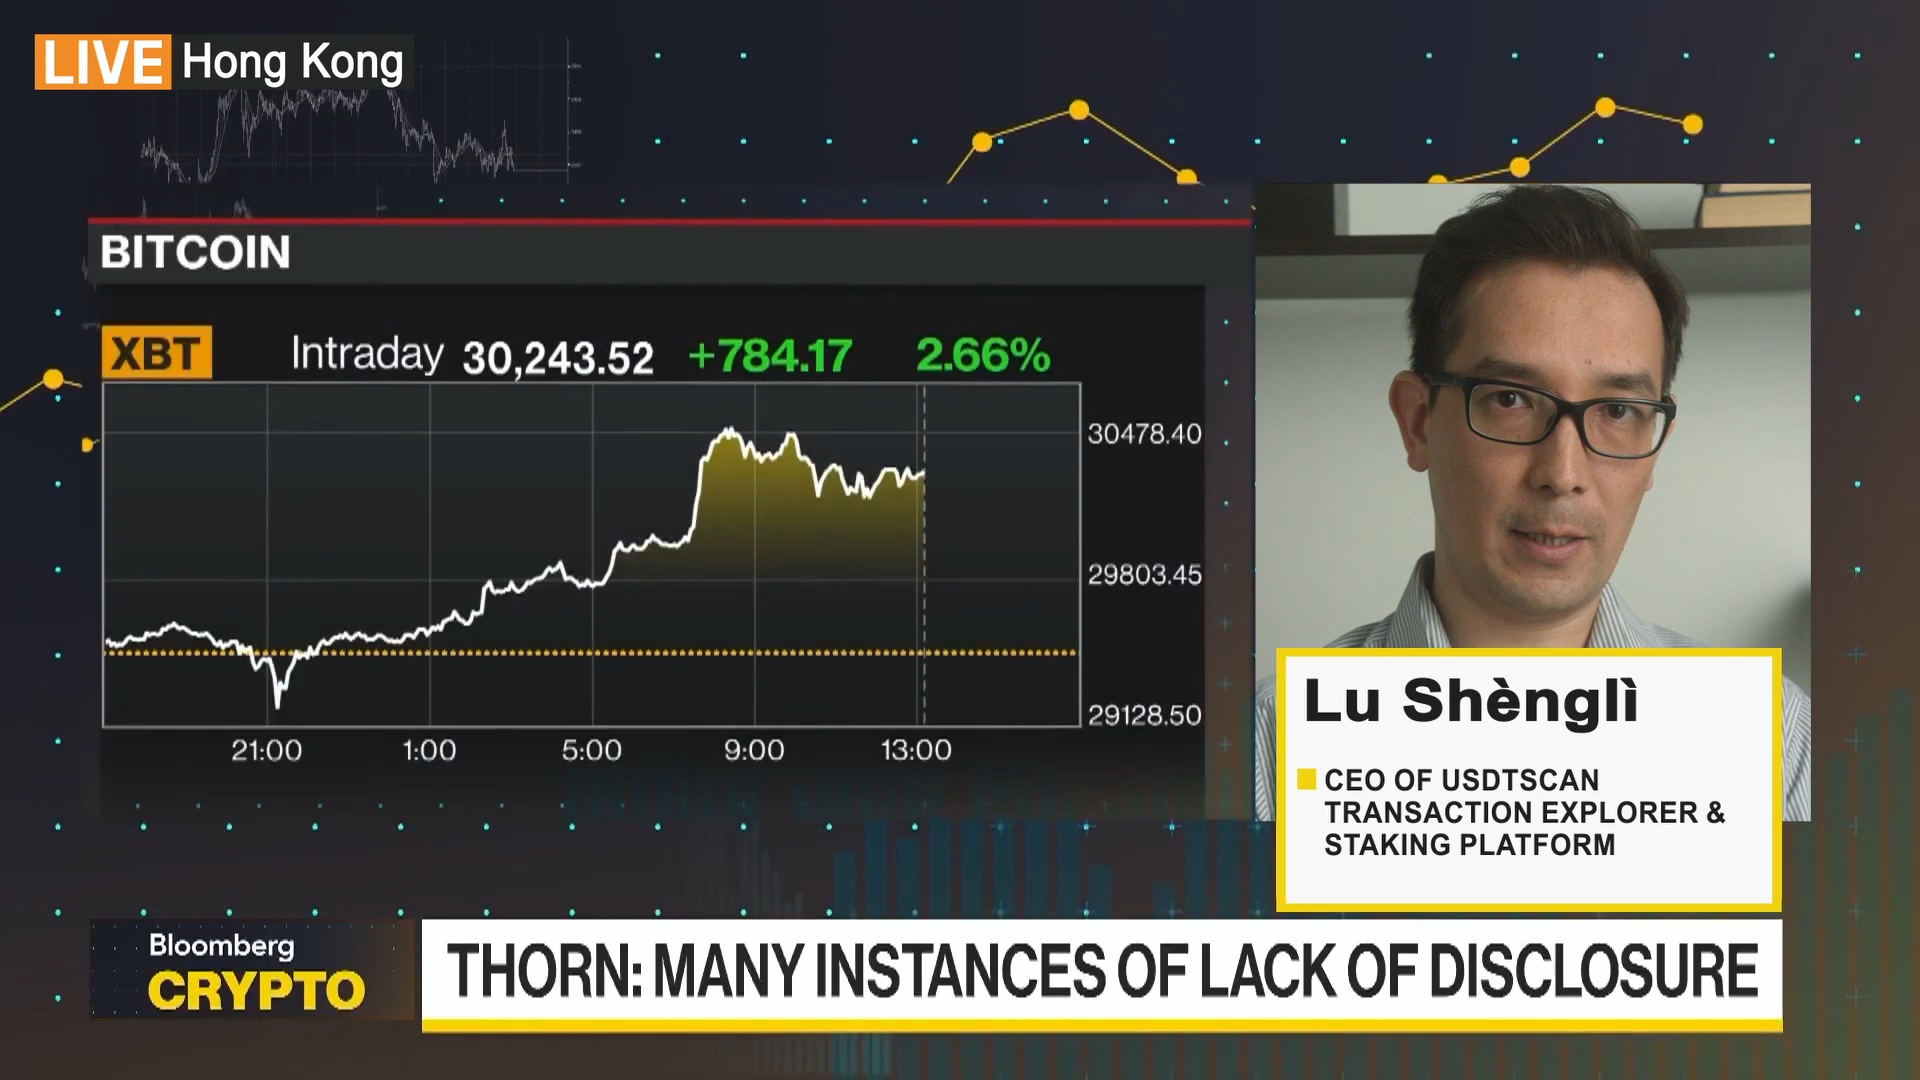 LIVE Hong Kong
BITCOIN
XBT Intraday 30,243.52 +784.17 2.66%
30478.40
29803.45
29128.50
21:00 1:00 5:00 9:00 13:00
Lu Shènglì
CEO OF USDTSCAN
TRANSACTION EXPLORER &
STAKING PLATFORM
Bloomberg
CRYPTO
THORN: MANY INSTANCES OF LACK OF DISCLOSURE